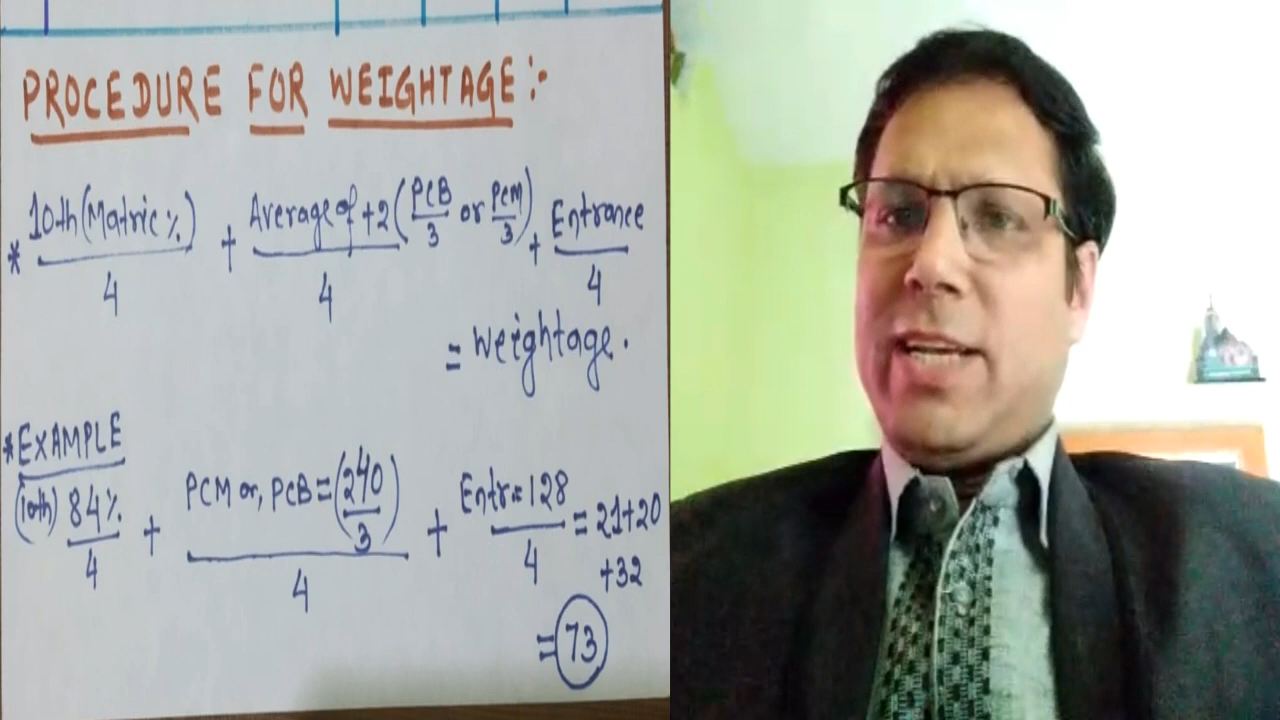 PROCEDURE FOR WEIGHTAGE:-
* 10th (Matric %) / 4 + Average of +2 (PCB/3 or PCM/3) / 4 + Entrance / 4
= Weightage.
* EXAMPLE
(10th) 84% / 4 + PCM or, PCB = (240/3) / 4 + Entr = 128 / 4 = 21+20
+32
= 73